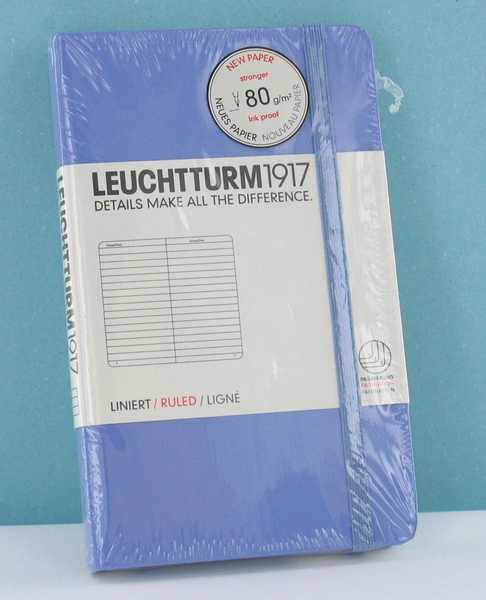 NEW PAPER
stronger
80 g/m²
Ink proof
NEUES PAPIER NOUVEAU PAPIER
LEUCHTTURM1917
DETAILS MAKE ALL THE DIFFERENCE.
LINIERT / RULED / LIGNÉ
LEUCHTTURM1917